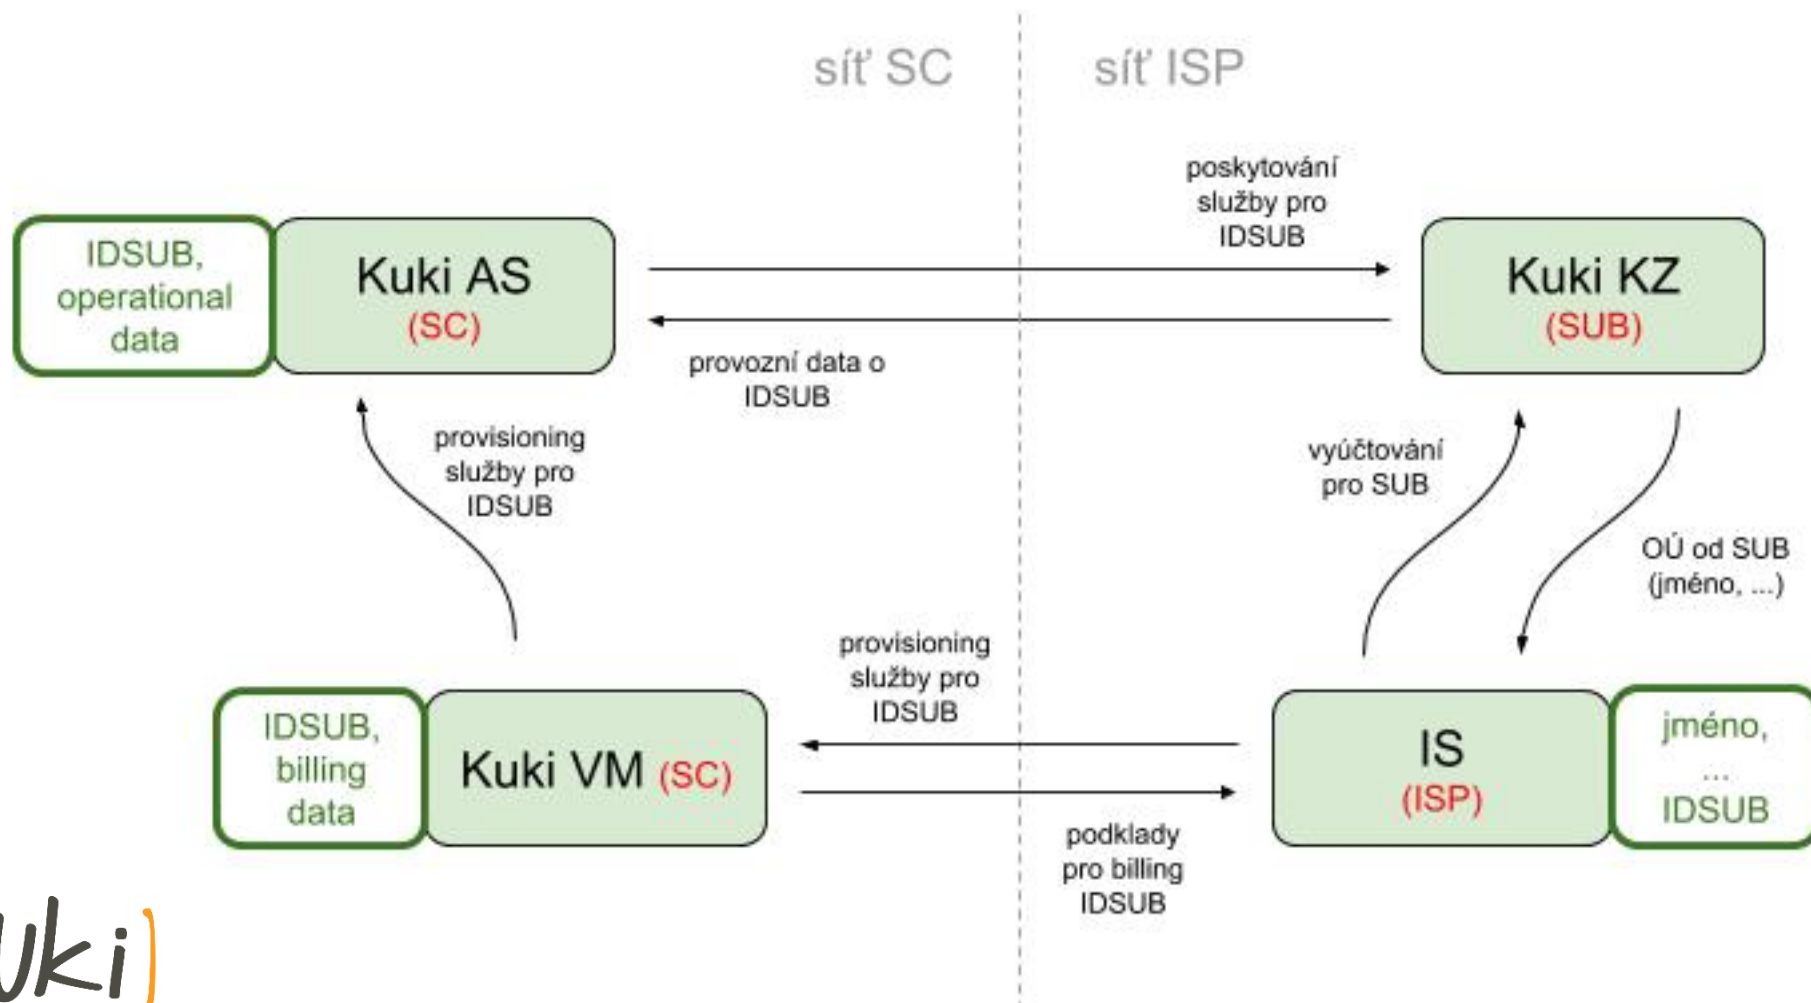 síť SC
síť ISP
poskytování
služby pro
IDSUB
IDSUB,
operational
data
Kuki AS
(SC)
Kuki KZ
(SUB)
provozní data o
IDSUB
provisioning
služby pro
IDSUB
vyúčtování
pro SUB
OÚ od SUB
(jméno, ...)
provisioning
služby pro
IDSUB
IDSUB,
billing
data
Kuki VM (SC)
IS
(ISP)
jméno,
...
IDSUB
podklady
pro billing
IDSUB
uki